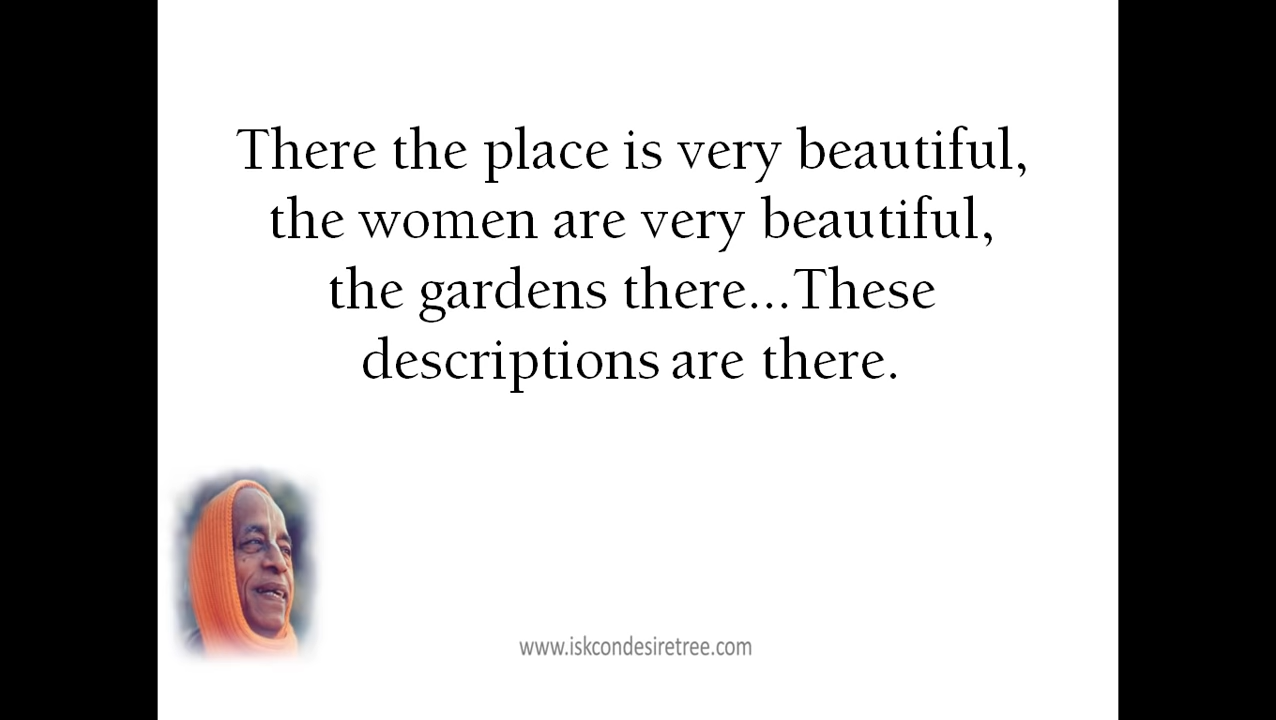 There the place is very beautiful,
the women are very beautiful,
the gardens there...These
descriptions are there.
www.iskcondesiretree.com